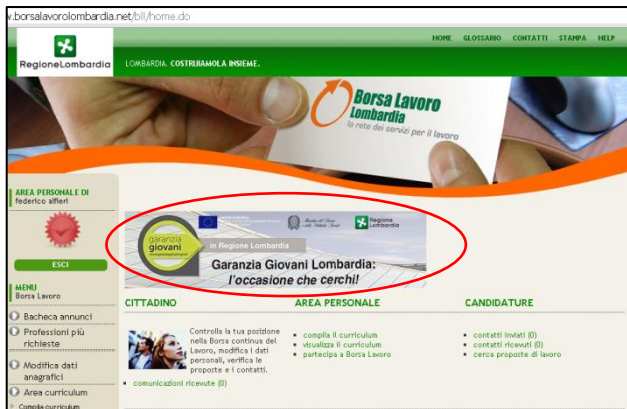 v.borsalavorolombardia.net/bll/home.do
HOME GLOSSARIO CONTATTI STAMPA HELP
RegioneLombardia
LOMBARDIA. COSTRUIAMOLA INSIEME.
Borsa Lavoro
Lombardia
la rete dei servizi per il lavoro
AREA PERSONALE DI
federico alfieri
ESCI
MENU
Borsa Lavoro
Bacheca annunci
Professioni più
richieste
Modifica dati
anagrafici
Area curriculum
Compila curriculum
garanzia
giovani
in Regione Lombardia
Regione
Lombardia
Garanzia Giovani Lombardia:
l'occasione che cerchi!
CITTADINO
Controlla la tua posizione
nella Borsa continua del
Lavoro, modifica i dati
personali, verifica le
proposte e i contatti.
comunicazioni ricevute (0)
AREA PERSONALE
compila il curriculum
visualizza il curriculum
partecipa a Borsa Lavoro
CANDIDATURE
contatti inviati (0)
contatti ricevuti (0)
cerca proposte di lavoro